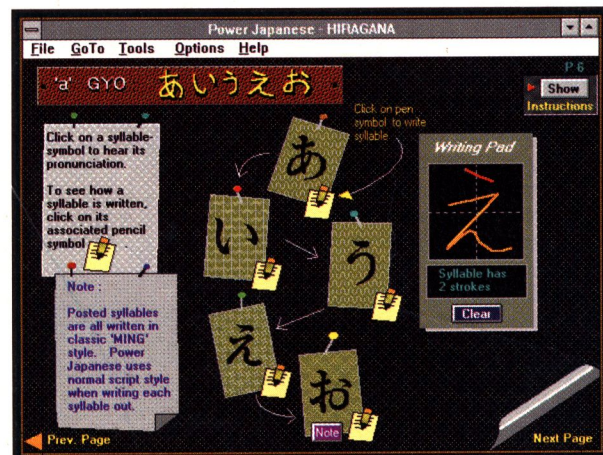 Power Japanese - HIRAGANA
File GoTo Tools Options Help
'a' GYO あいうえお
P 6
Show
Instructions
Click on a syllable-
symbol to hear its
pronunciation.
To see how a
syllable is written,
click on its
associated pencil
symbol
Note :
Posted syllables
are all written in
classic 'MING'
style. Power
Japanese uses
normal script style
when writing each
syllable out.
Click on pen
symbol to write
syllable
あ
い
う
え
お
Note
Writing Pad
え
Syllable has
2 strokes
Clear
Prev. Page
Next Page